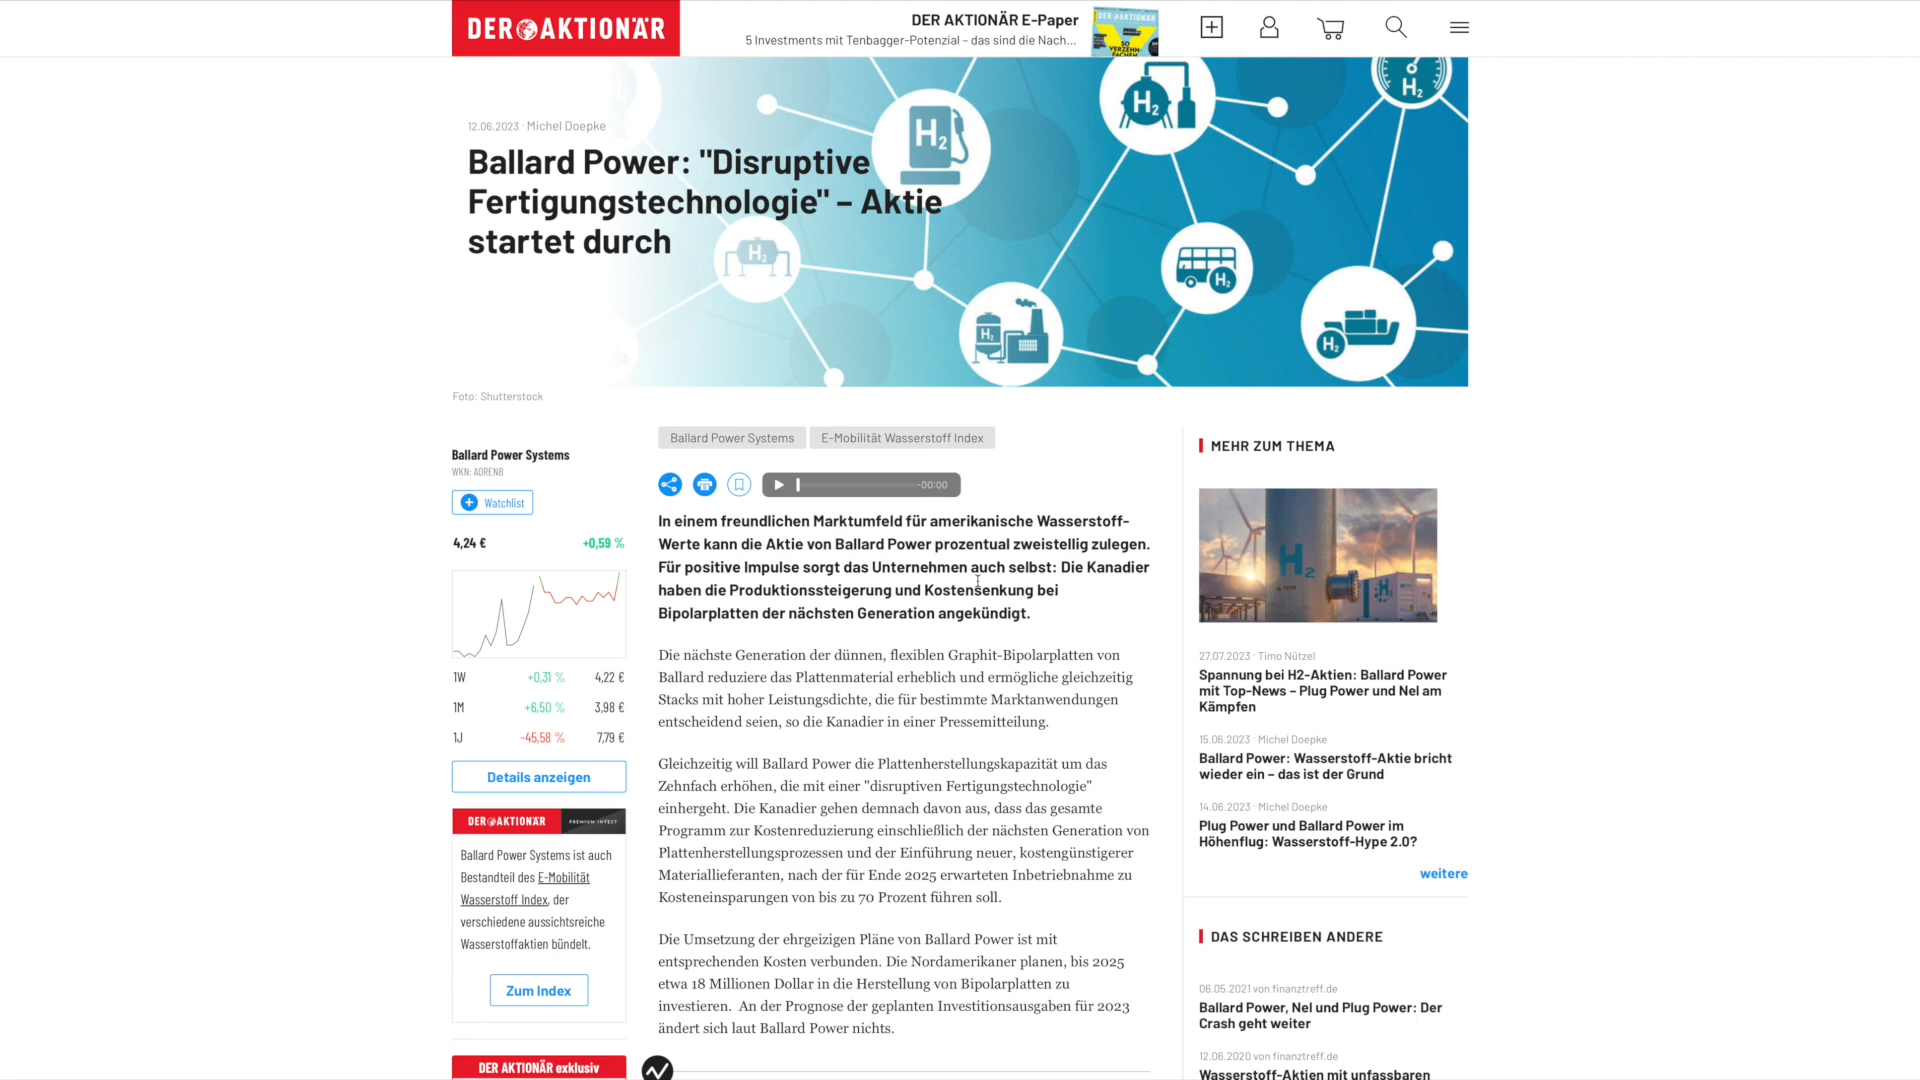 DER AKTIONÄR
DER AKTIONÄR E-Paper
5 Investments mit Tenbagger-Potenzial – das sind die Nach...
DER AKTIONÄR
SO
VERZEHN-
FACHEN
12.06.2023 · Michel Doepke
Ballard Power: "Disruptive
Fertigungstechnologie" – Aktie
startet durch
H2
H2
H2
H2
H2
H2
H2
Foto: Shutterstock
Ballard Power Systems
WKN: A0RENB
Watchlist
4,24 € +0,59 %
1W +0,31 % 4,22 €
1M +6,50 % 3,98 €
1J -45,58 % 7,79 €
Details anzeigen
DER AKTIONÄR PREMIUM INVEST
Ballard Power Systems ist auch
Bestandteil des E-Mobilität
Wasserstoff Index, der
verschiedene aussichtsreiche
Wasserstoffaktien bündelt.
Zum Index
DER AKTIONÄR exklusiv
Ballard Power Systems E-Mobilität Wasserstoff Index
-00:00
In einem freundlichen Marktumfeld für amerikanische Wasserstoff-
Werte kann die Aktie von Ballard Power prozentual zweistellig zulegen.
Für positive Impulse sorgt das Unternehmen auch selbst: Die Kanadier
haben die Produktionssteigerung und Kostensenkung bei
Bipolarplatten der nächsten Generation angekündigt.
Die nächste Generation der dünnen, flexiblen Graphit-Bipolarplatten von
Ballard reduziere das Plattenmaterial erheblich und ermögliche gleichzeitig
Stacks mit hoher Leistungsdichte, die für bestimmte Marktanwendungen
entscheidend seien, so die Kanadier in einer Pressemitteilung.
Gleichzeitig will Ballard Power die Plattenherstellungskapazität um das
Zehnfach erhöhen, die mit einer "disruptiven Fertigungstechnologie"
einhergeht. Die Kanadier gehen demnach davon aus, dass das gesamte
Programm zur Kostenreduzierung einschließlich der nächsten Generation von
Plattenherstellungsprozessen und der Einführung neuer, kostengünstigerer
Materiallieferanten, nach der für Ende 2025 erwarteten Inbetriebnahme zu
Kosteneinsparungen von bis zu 70 Prozent führen soll.
Die Umsetzung der ehrgeizigen Pläne von Ballard Power ist mit
entsprechenden Kosten verbunden. Die Nordamerikaner planen, bis 2025
etwa 18 Millionen Dollar in die Herstellung von Bipolarplatten zu
investieren. An der Prognose der geplanten Investitionsausgaben für 2023
ändert sich laut Ballard Power nichts.
MEHR ZUM THEMA
H2
27.07.2023 · Timo Nützel
Spannung bei H2-Aktien: Ballard Power
mit Top-News – Plug Power und Nel am
Kämpfen
15.06.2023 · Michel Doepke
Ballard Power: Wasserstoff-Aktie bricht
wieder ein – das ist der Grund
14.06.2023 · Michel Doepke
Plug Power und Ballard Power im
Höhenflug: Wasserstoff-Hype 2.0?
weitere
DAS SCHREIBEN ANDERE
06.05.2021 von finanztreff.de
Ballard Power, Nel und Plug Power: Der
Crash geht weiter
12.06.2020 von finanztreff.de
Wasserstoff-Aktien mit unfassbaren